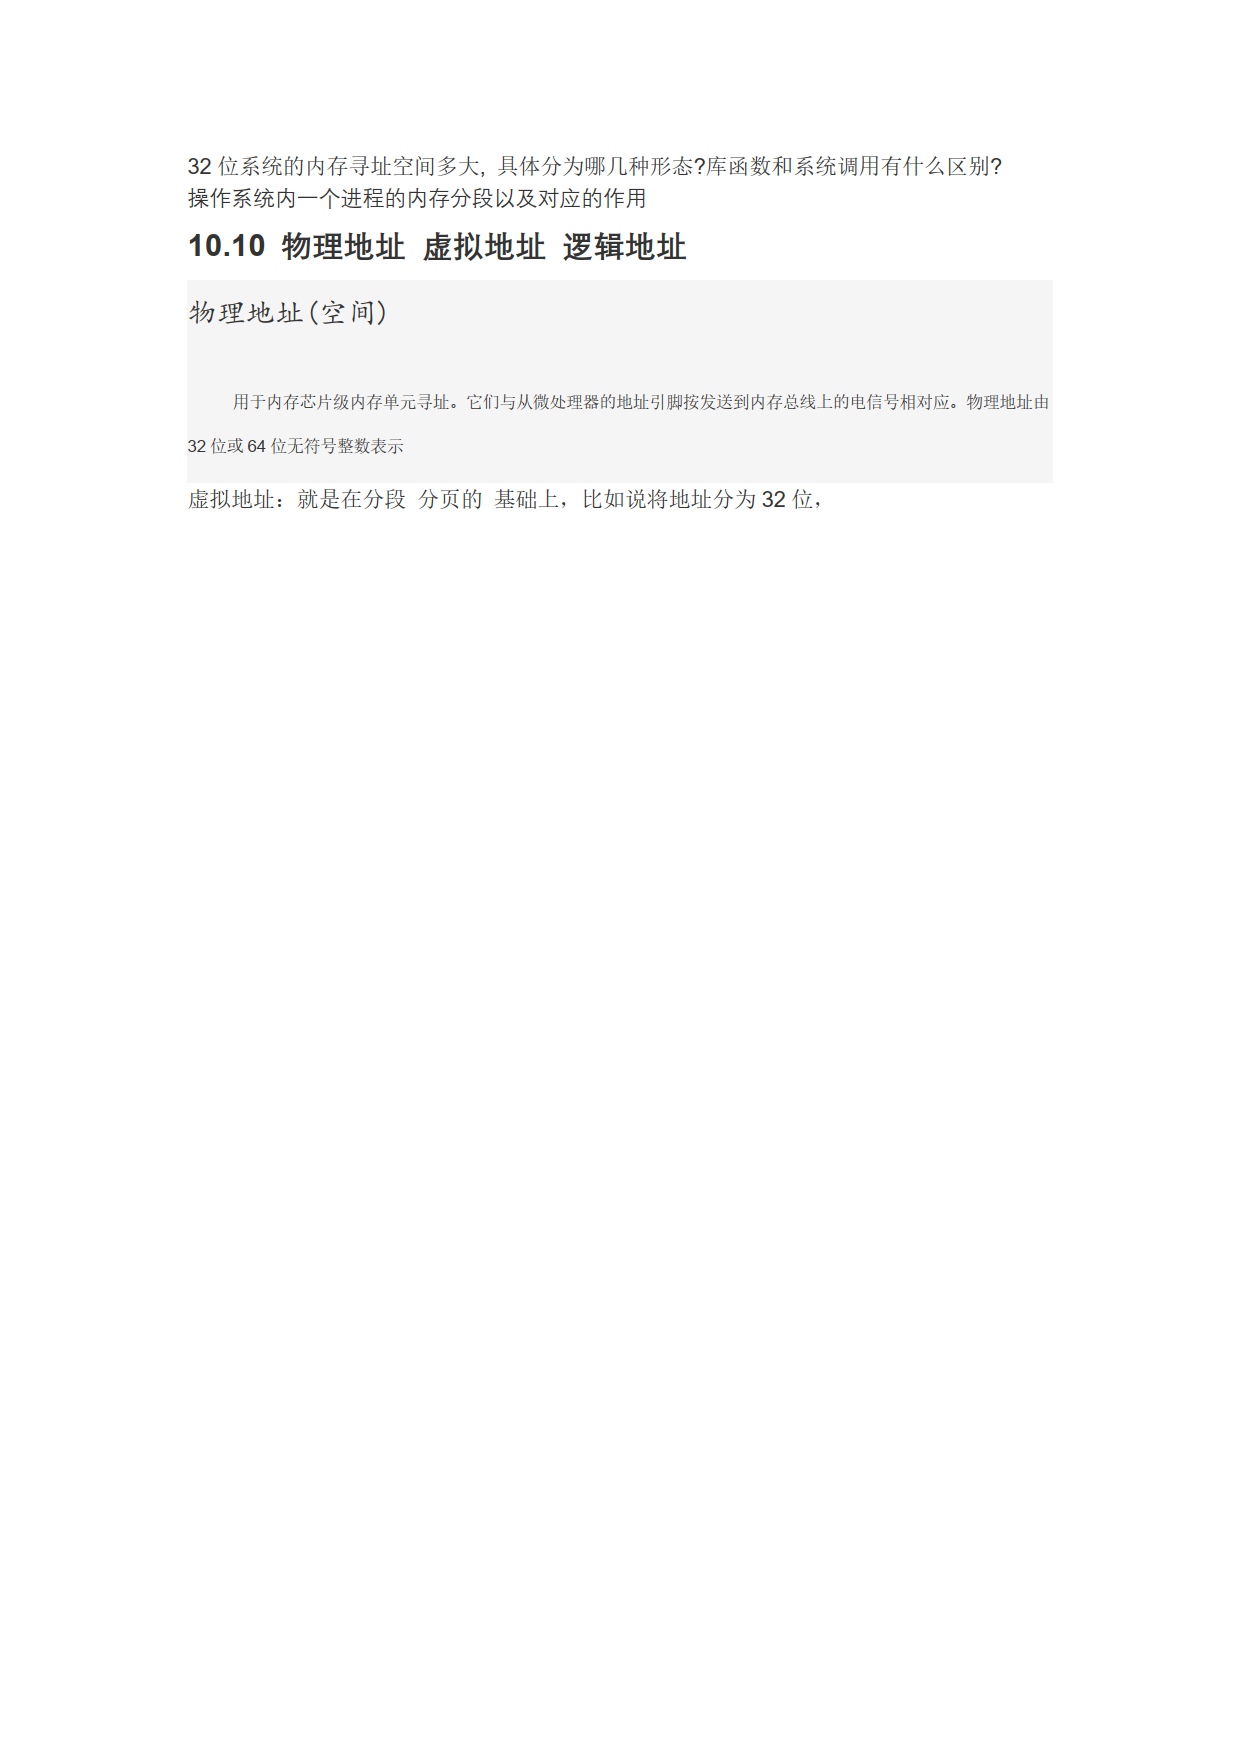 32 位系统的内存寻址空间多大, 具体分为哪几种形态?库函数和系统调用有什么区别?
操作系统内一个进程的内存分段以及对应的作用
10.10 物理地址 虚拟地址 逻辑地址
物理地址(空间)
用于内存芯片级内存单元寻址。它们与从微处理器的地址引脚按发送到内存总线上的电信号相对应。物理地址由
32 位或 64 位无符号整数表示
虚拟地址：就是在分段 分页的 基础上，比如说将地址分为 32 位，